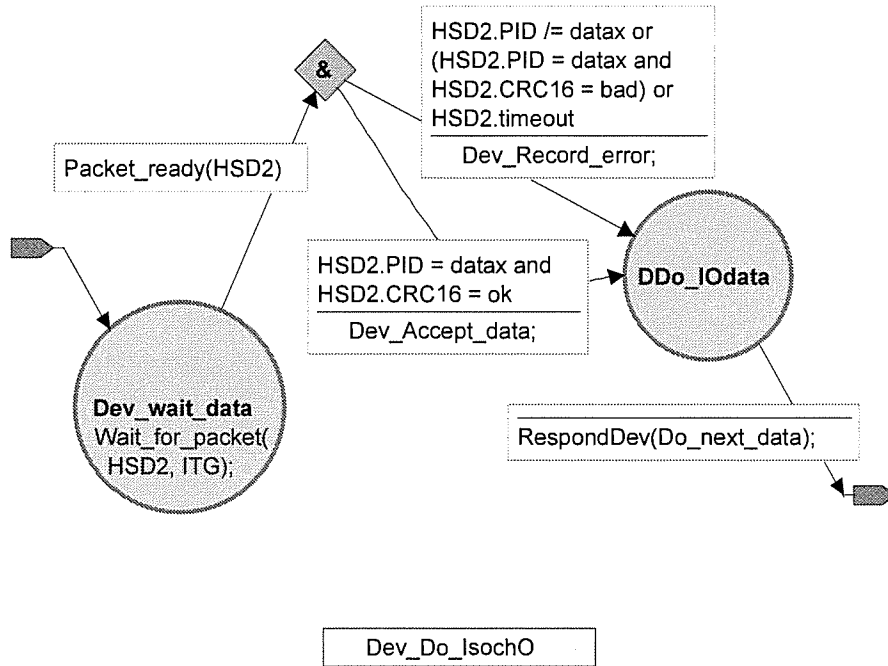 &
HSD2.PID /= datax or
(HSD2.PID = datax and
HSD2.CRC16 = bad) or
HSD2.timeout
Dev_Record_error;
Packet_ready(HSD2)
HSD2.PID = datax and
HSD2.CRC16 = ok
Dev_Accept_data;
DDo_IOdata
Dev_wait_data
Wait_for_packet(
HSD2, ITG);
RespondDev(Do_next_data);
Dev_Do_IsochO